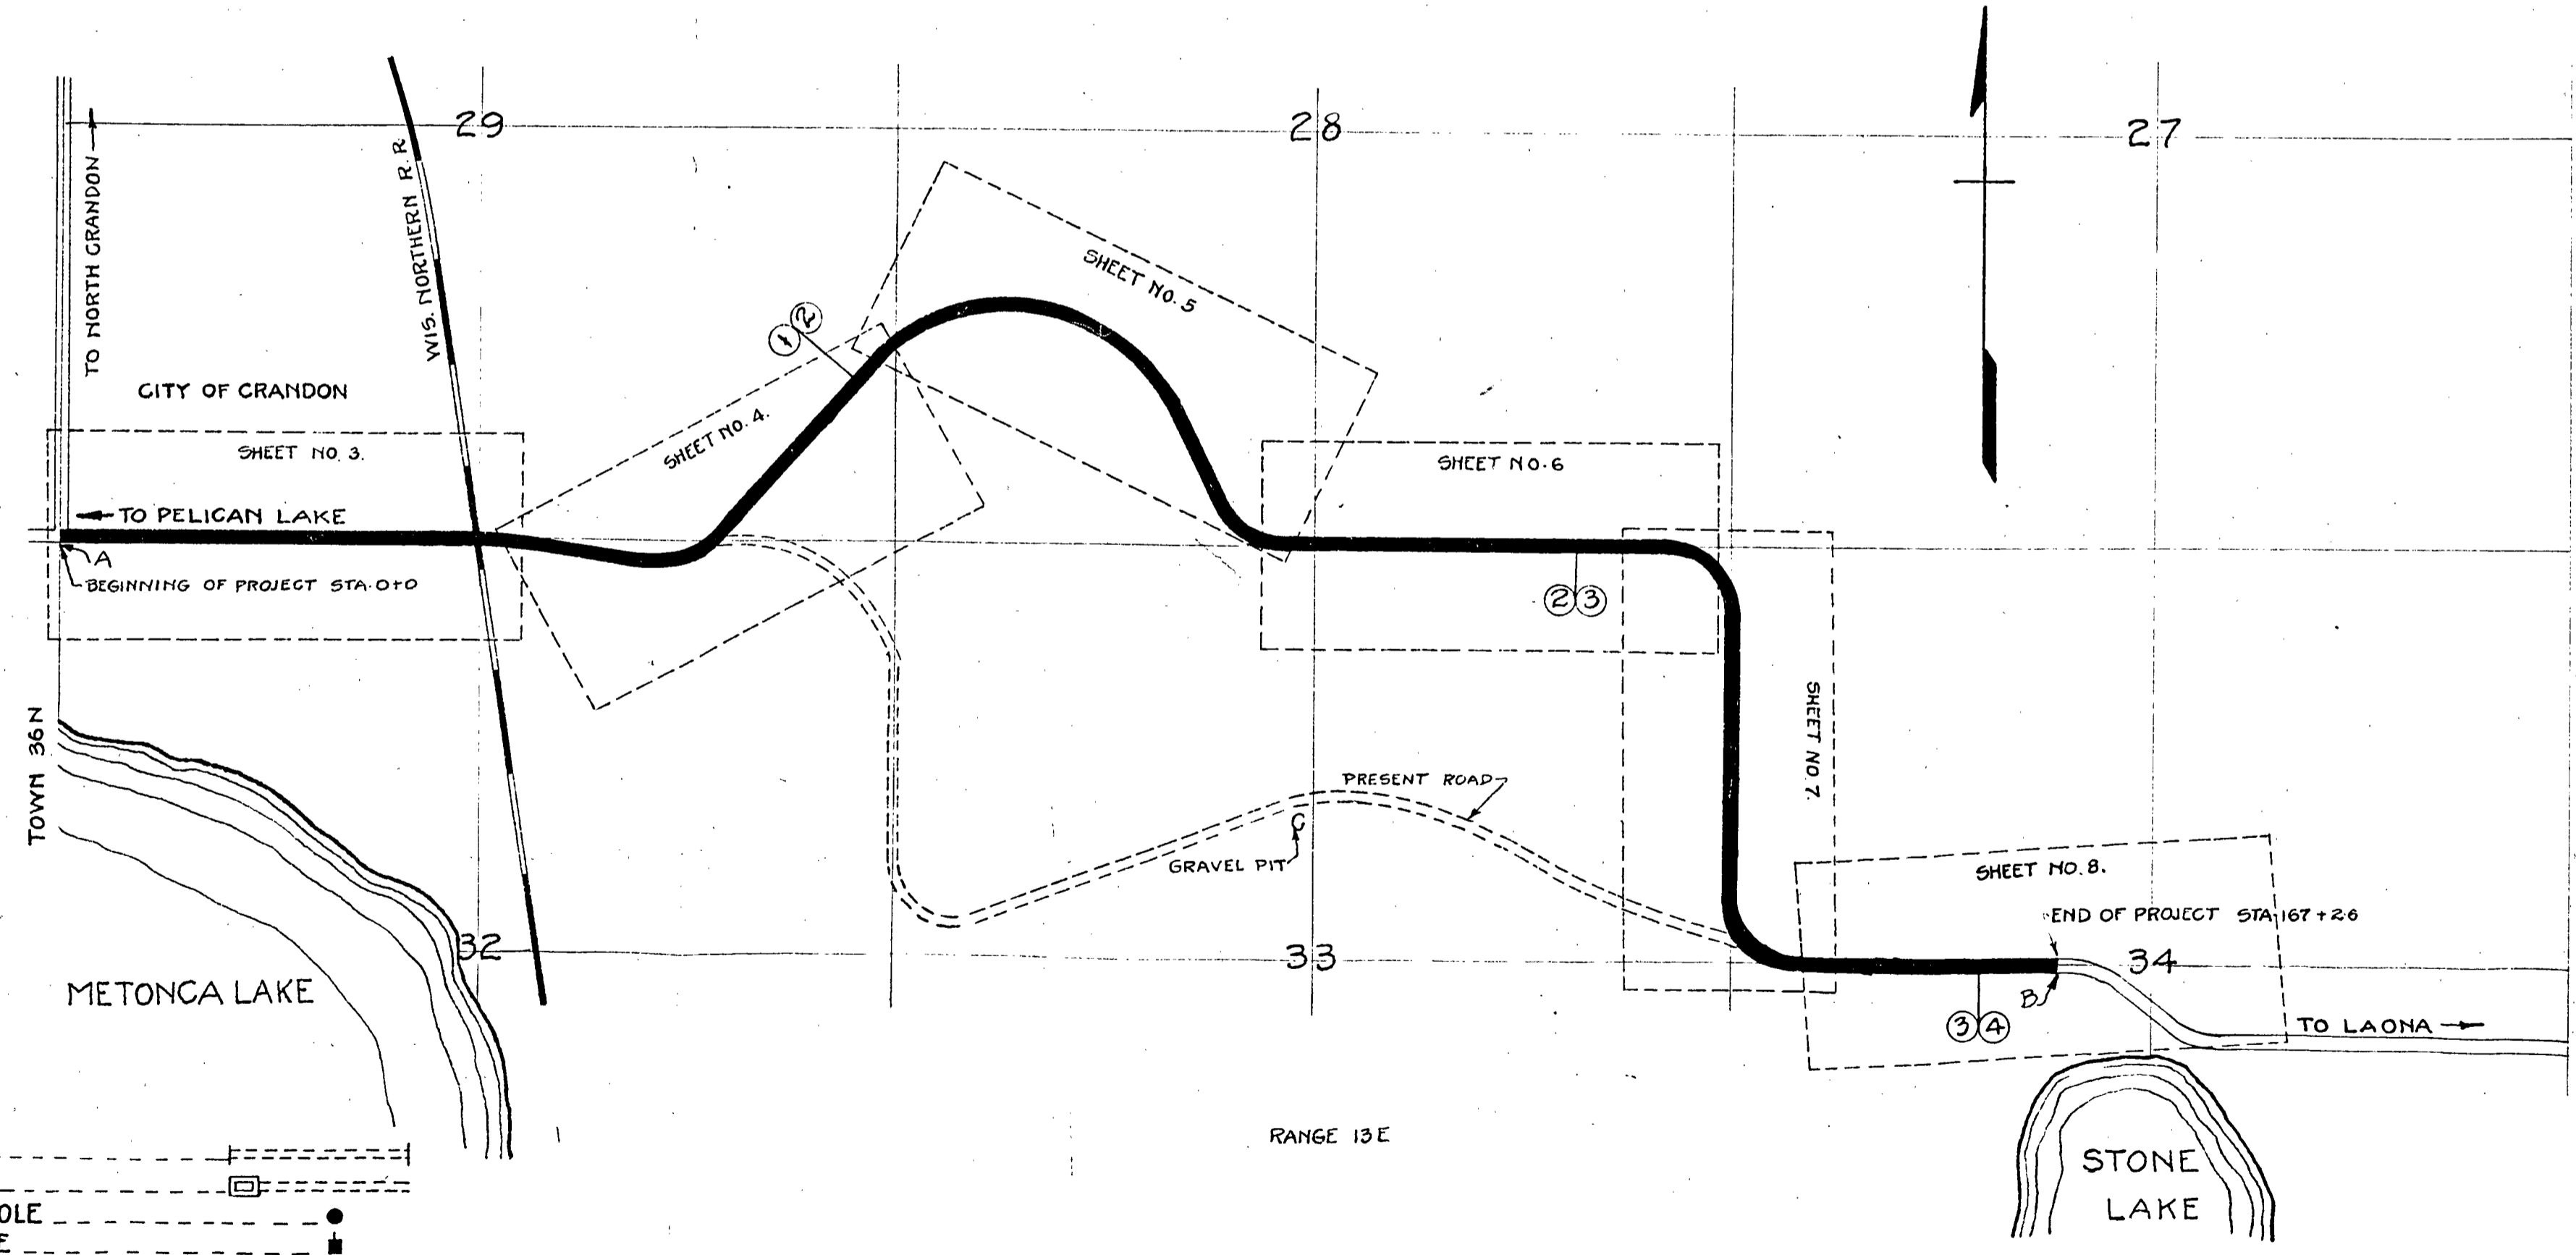 29
28
27
TO NORTH CRANDON
WIS. NORTHERN R. R.
SHEET NO. 5
1 2
CITY OF CRANDON
SHEET NO. 4.
SHEET NO. 3.
SHEET NO. 6
TO PELICAN LAKE
A
BEGINNING OF PROJECT STA. 0+0
2 3
SHEET NO. 7.
TOWN 36 N
PRESENT ROAD
C
GRAVEL PIT
SHEET NO. 8.
END OF PROJECT STA. 167+26
32
33
34
METONGA LAKE
B
3 4
TO LAONA
RANGE 13 E
STONE
LAKE